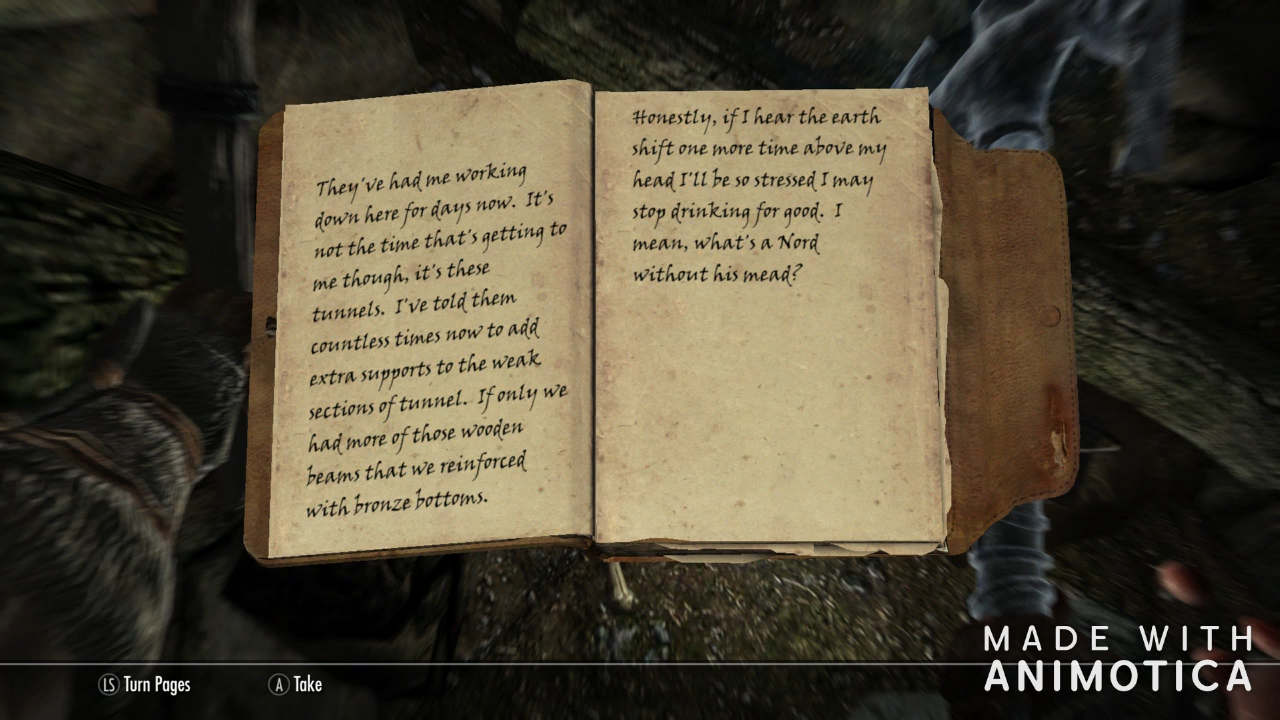 They've had me working
down here for days now.  It's
not the time that's getting to
me though, it's these
tunnels.  I've told them
countless times now to add
extra supports to the weak
sections of tunnel.  If only we
had more of those wooden
beams that we reinforced
with bronze bottoms.
Honestly, if I hear the earth
shift one more time above my
head I'll be so stressed I may
stop drinking for good.  I
mean, what's a Nord
without his mead?
LS Turn Pages
A Take
MADE WITH
ANIMOTICA